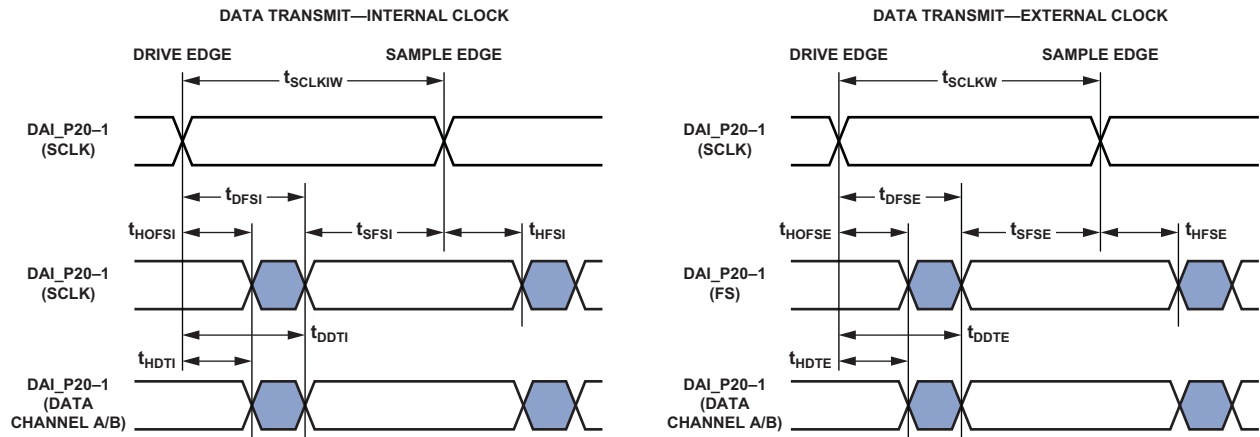 DATA TRANSMIT—INTERNAL CLOCK
DRIVE EDGE
SAMPLE EDGE
tSCLKIW
DAI_P20–1
(SCLK)
tDFSI
tHOFSI
tSFSI
tHFSI
DAI_P20–1
(SCLK)
tDDTI
tHDTI
DAI_P20–1
(DATA
CHANNEL A/B)
DATA TRANSMIT—EXTERNAL CLOCK
DRIVE EDGE
SAMPLE EDGE
tSCLKW
DAI_P20–1
(SCLK)
tDFSE
tHOFSE
tSFSE
tHFSE
DAI_P20–1
(FS)
tDDTE
tHDTE
DAI_P20–1
(DATA
CHANNEL A/B)